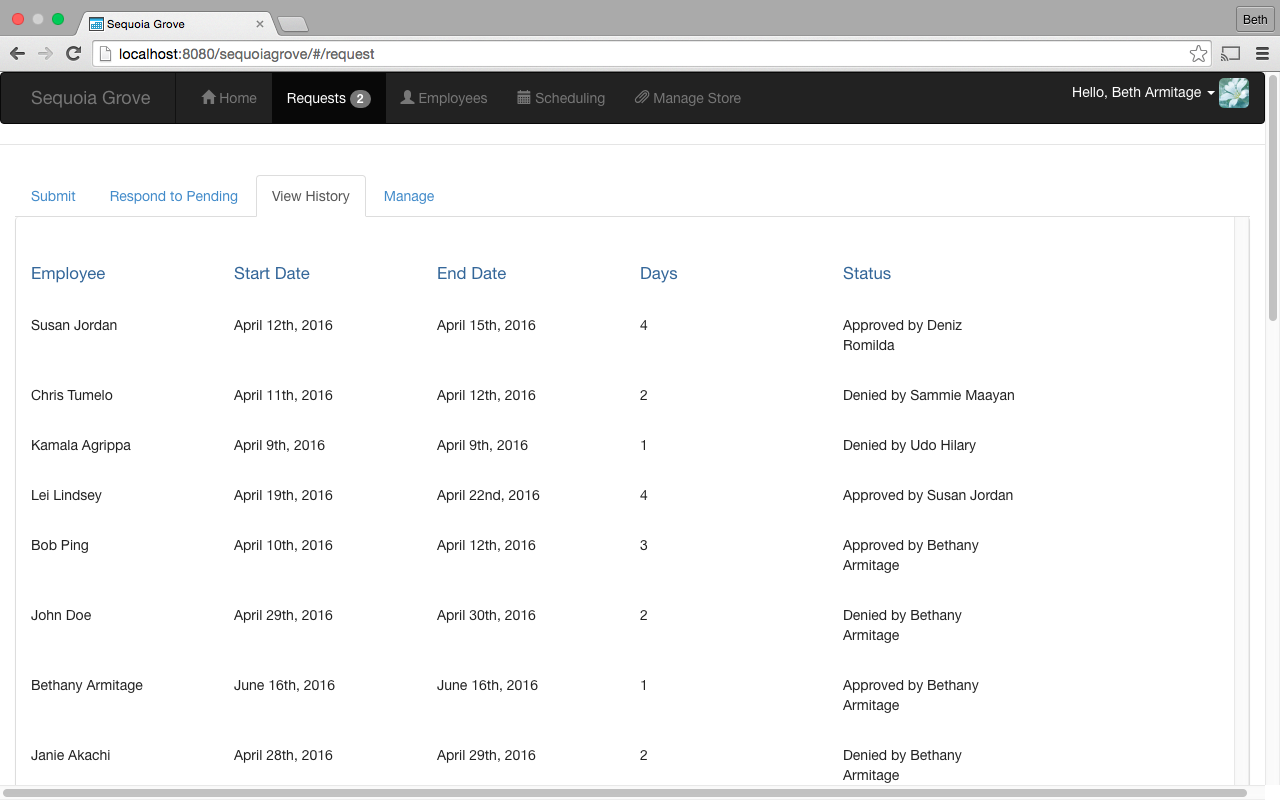 Sequoia Grove
Beth
localhost:8080/sequoiagrove/#/request
Sequoia Grove Home Requests 2 Employees Scheduling Manage Store Hello, Beth Armitage
Submit Respond to Pending View History Manage
Employee Start Date End Date Days Status
Susan Jordan April 12th, 2016 April 15th, 2016 4 Approved by Deniz
Romilda
Chris Tumelo April 11th, 2016 April 12th, 2016 2 Denied by Sammie Maayan
Kamala Agrippa April 9th, 2016 April 9th, 2016 1 Denied by Udo Hilary
Lei Lindsey April 19th, 2016 April 22nd, 2016 4 Approved by Susan Jordan
Bob Ping April 10th, 2016 April 12th, 2016 3 Approved by Bethany
Armitage
John Doe April 29th, 2016 April 30th, 2016 2 Denied by Bethany
Armitage
Bethany Armitage June 16th, 2016 June 16th, 2016 1 Approved by Bethany
Armitage
Janie Akachi April 28th, 2016 April 29th, 2016 2 Denied by Bethany
Armitage